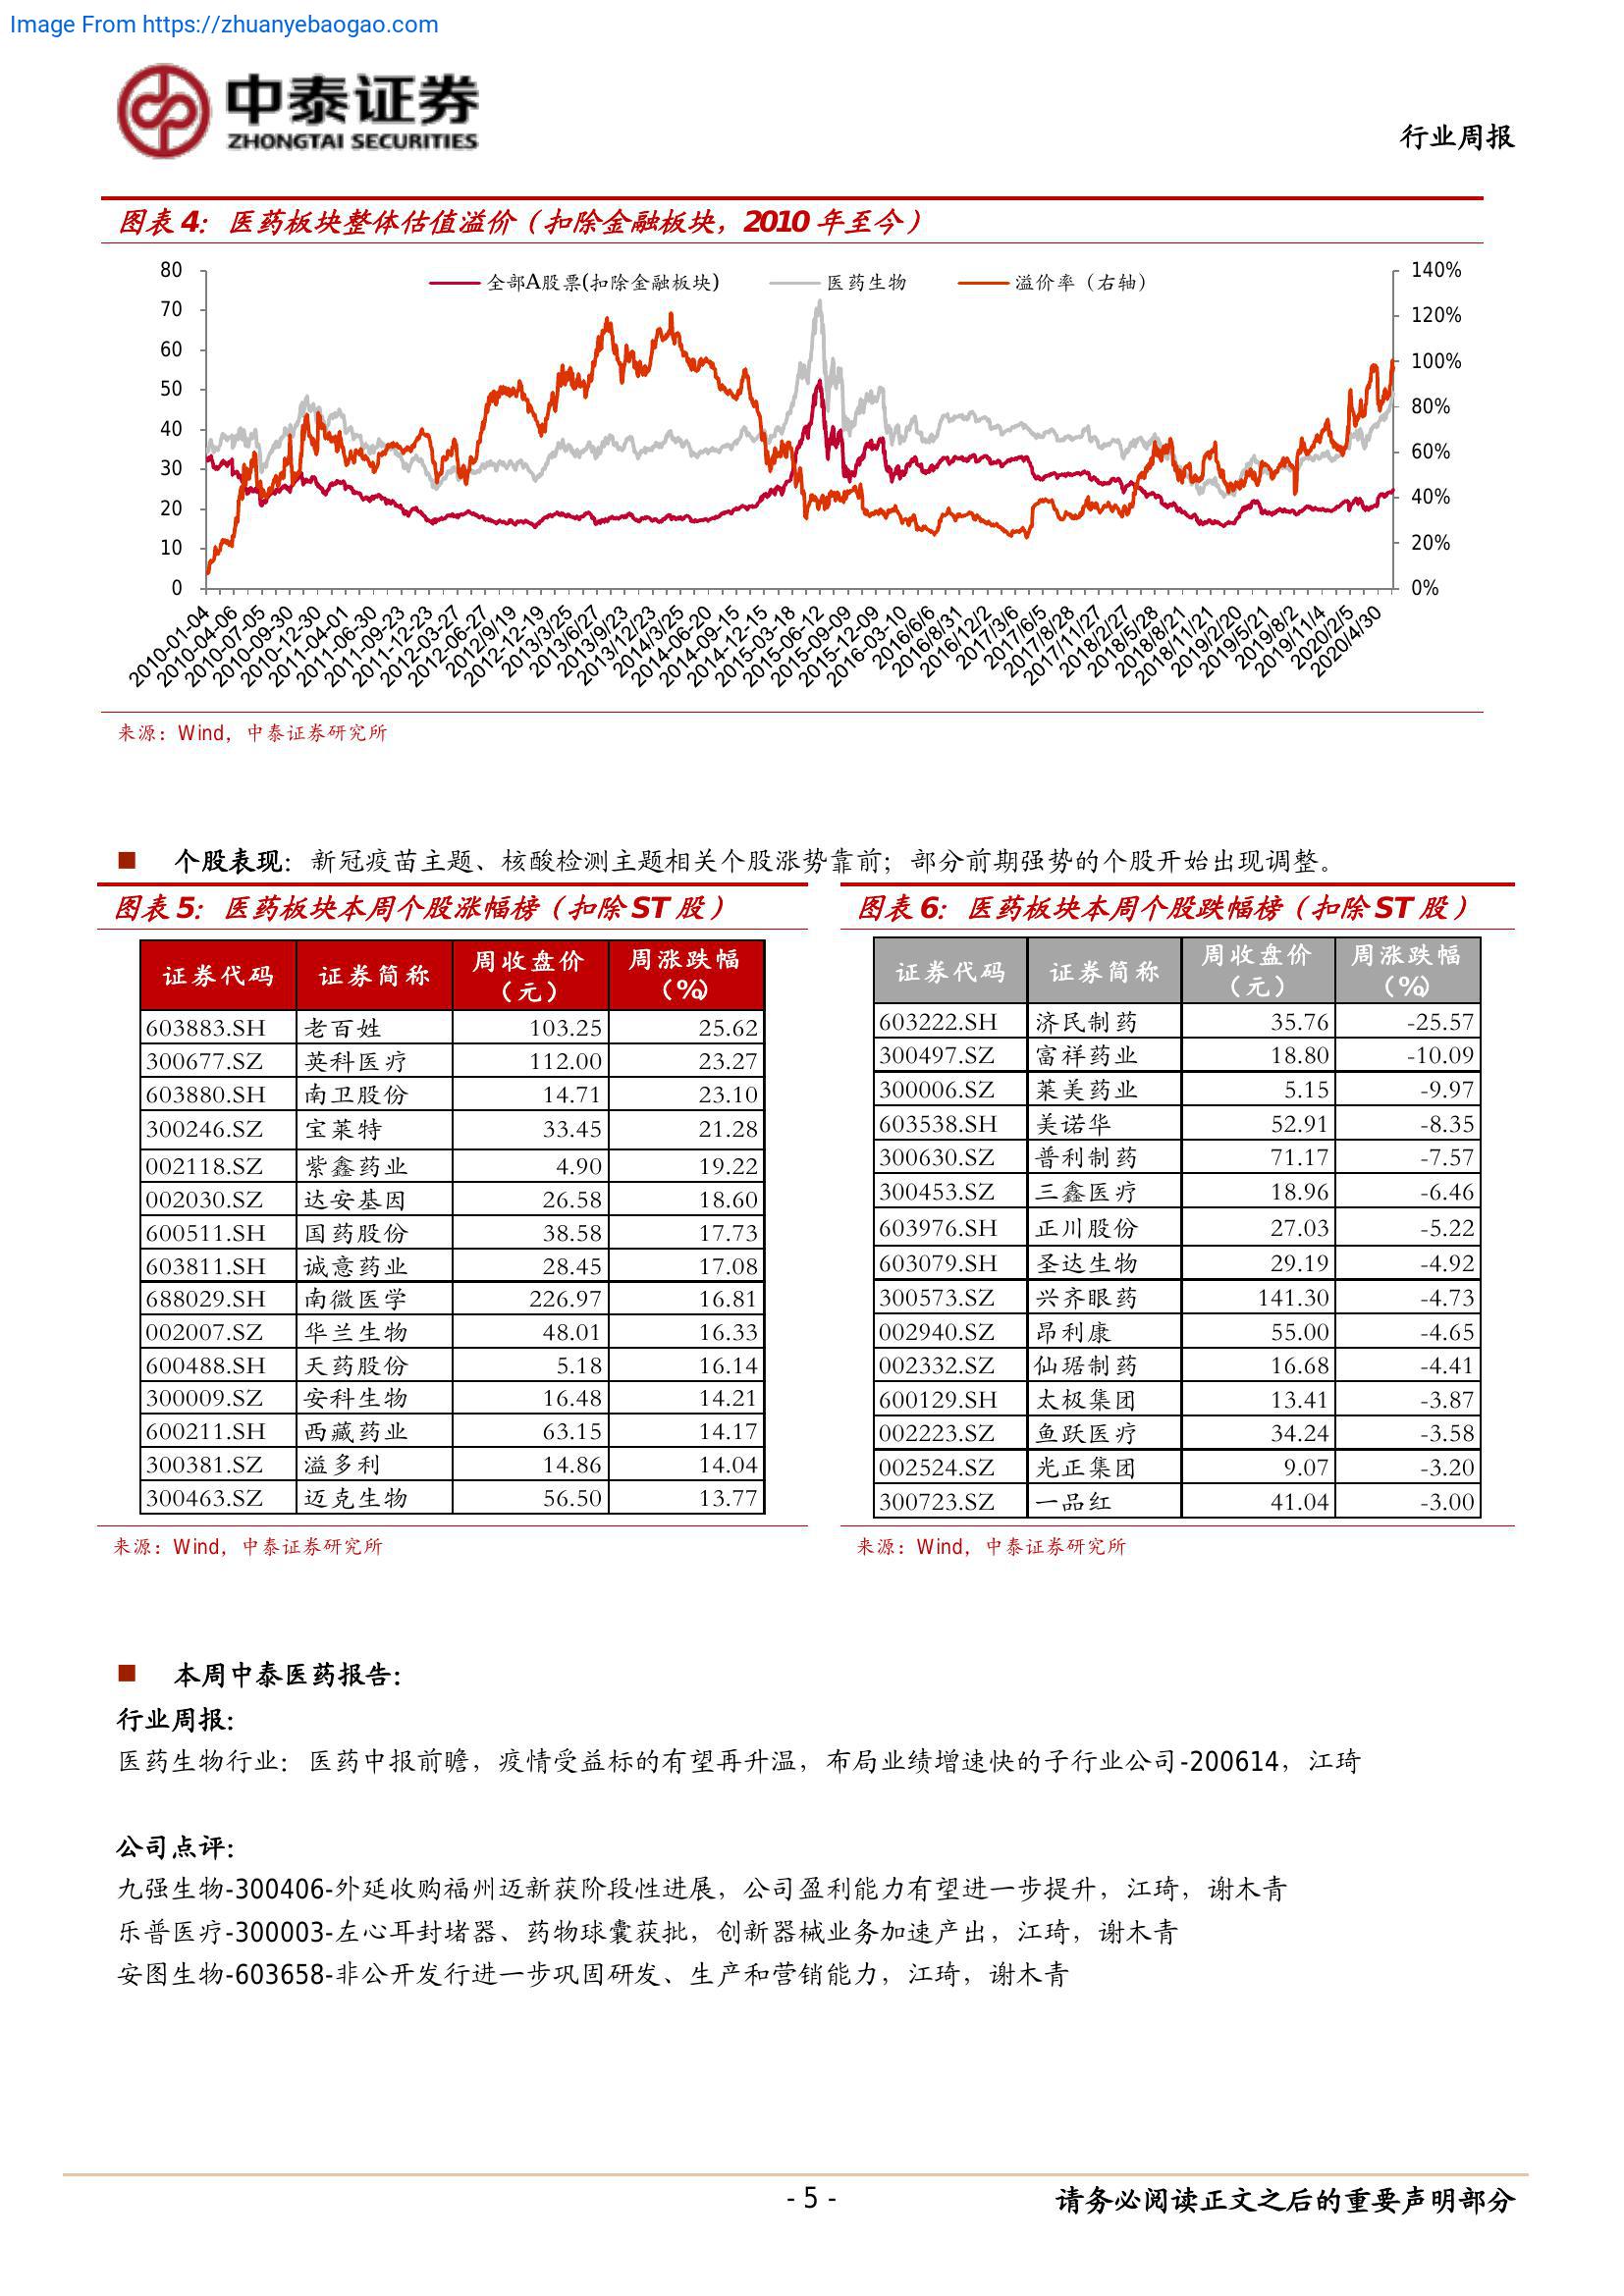 Image From https://zhuanyebaogao.com
中泰证券
ZHONGTAI SECURITIES
行业周报
图表 4：医药板块整体估值溢价（扣除金融板块，2010 年至今）
全部A股票(扣除金融板块) 医药生物 溢价率（右轴）
80 140%
70 120%
60 100%
50 80%
40 60%
30 40%
20 20%
10 0%
0
2010-01-04 2010-04-06 2010-07-05 2010-09-30 2010-12-30 2011-04-01 2011-06-30 2011-09-23 2011-12-23 2012-03-27 2012-06-27 2012/9/19 2012-12-19 2013/3/25 2013/6/27 2013/9/23 2013/12/23 2014/3/25 2014-06-20 2014-09-15 2014-12-15 2015-03-18 2015-06-12 2015-09-09 2015-12-09 2016-03-10 2016/6/6 2016/8/31 2016/12/2 2017/3/6 2017/6/5 2017/8/28 2017/11/27 2018/2/27 2018/5/28 2018/8/21 2018/11/21 2019/2/20 2019/5/21 2019/8/2 2019/11/4 2020/2/5 2020/4/30
来源：Wind，中泰证券研究所
■ 个股表现：新冠疫苗主题、核酸检测主题相关个股涨势靠前；部分前期强势的个股开始出现调整。
图表 5：医药板块本周个股涨幅榜（扣除 ST 股）
证券代码 证券简称 周收盘价（元） 周涨跌幅（%）
603883.SH 老百姓 103.25 25.62
300677.SZ 英科医疗 112.00 23.27
603880.SH 南卫股份 14.71 23.10
300246.SZ 宝莱特 33.45 21.28
002118.SZ 紫鑫药业 4.90 19.22
002030.SZ 达安基因 26.58 18.60
600511.SH 国药股份 38.58 17.73
603811.SH 诚意药业 28.45 17.08
688029.SH 南微医学 226.97 16.81
002007.SZ 华兰生物 48.01 16.33
600488.SH 天药股份 5.18 16.14
300009.SZ 安科生物 16.48 14.21
600211.SH 西藏药业 63.15 14.17
300381.SZ 溢多利 14.86 14.04
300463.SZ 迈克生物 56.50 13.77
来源：Wind，中泰证券研究所
图表 6：医药板块本周个股跌幅榜（扣除 ST 股）
证券代码 证券简称 周收盘价（元） 周涨跌幅（%）
603222.SH 济民制药 35.76 -25.57
300497.SZ 富祥药业 18.80 -10.09
300006.SZ 莱美药业 5.15 -9.97
603538.SH 美诺华 52.91 -8.35
300630.SZ 普利制药 71.17 -7.57
300453.SZ 三鑫医疗 18.96 -6.46
603976.SH 正川股份 27.03 -5.22
603079.SH 圣达生物 29.19 -4.92
300573.SZ 兴齐眼药 141.30 -4.73
002940.SZ 昂利康 55.00 -4.65
002332.SZ 仙琚制药 16.68 -4.41
600129.SH 太极集团 13.41 -3.87
002223.SZ 鱼跃医疗 34.24 -3.58
002524.SZ 光正集团 9.07 -3.20
300723.SZ 一品红 41.04 -3.00
来源：Wind，中泰证券研究所
■ 本周中泰医药报告：
行业周报：
医药生物行业：医药中报前瞻，疫情受益标的有望再升温，布局业绩增速快的子行业公司-200614，江琦
公司点评：
九强生物-300406-外延收购福州迈新获阶段性进展，公司盈利能力有望进一步提升，江琦，谢木青
乐普医疗-300003-左心耳封堵器、药物球囊获批，创新器械业务加速产出，江琦，谢木青
安图生物-603658-非公开发行进一步巩固研发、生产和营销能力，江琦，谢木青
- 5 -
请务必阅读正文之后的重要声明部分